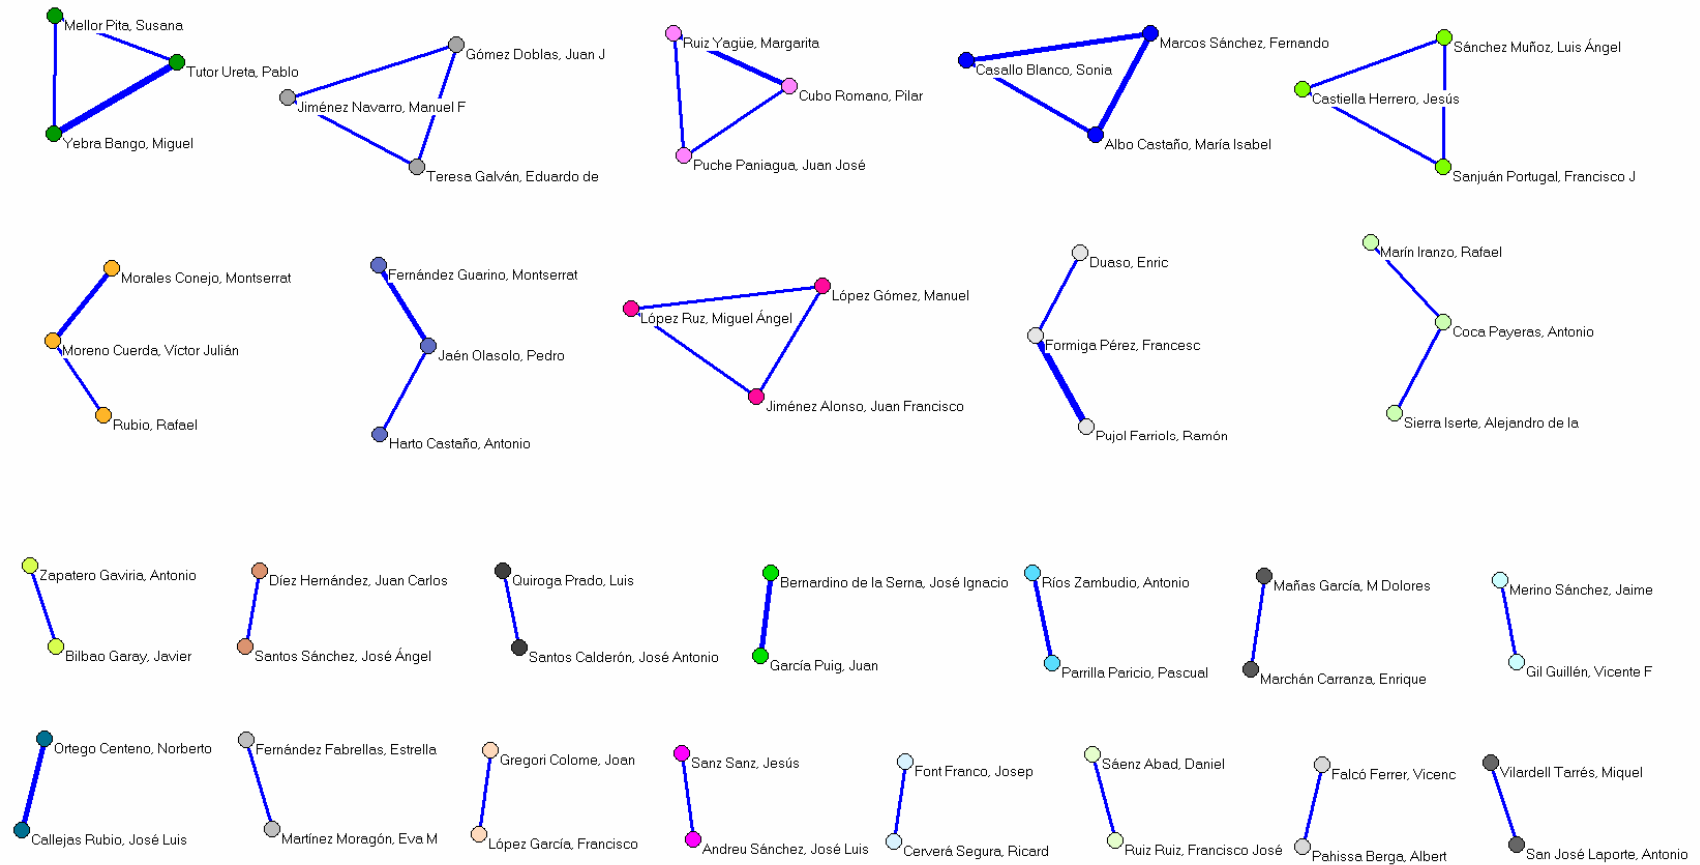 Mellor Pita, Susana
Tutor Ureta, Pablo
Yebra Bango, Miguel
Gómez Doblas, Juan J
Jiménez Navarro, Manuel F
Teresa Galván, Eduardo de
Ruiz Yagüe, Margarita
Cubo Romano, Pilar
Puche Paniagua, Juan José
Marcos Sánchez, Fernando
Casallo Blanco, Sonia
Albo Castaño, María Isabel
Sánchez Muñoz, Luis Ángel
Castiella Herrero, Jesús
Sanjuán Portugal, Francisco J
Morales Conejo, Montserrat
Moreno Cuerda, Víctor Julián
Rubio, Rafael
Fernández Guarino, Montserrat
Jaén Olasolo, Pedro
Harto Castaño, Antonio
López Gómez, Manuel
López Ruz, Miguel Ángel
Jiménez Alonso, Juan Francisco
Duaso, Enric
Formiga Pérez, Francesc
Pujol Farriols, Ramón
Marín Iranzo, Rafael
Coca Payeras, Antonio
Sierra Iserte, Alejandro de la
Zapatero Gaviria, Antonio
Bilbao Garay, Javier
Díez Hernández, Juan Carlos
Santos Sánchez, José Ángel
Quiroga Prado, Luis
Santos Calderón, José Antonio
Bernardino de la Serna, José Ignacio
García Puig, Juan
Ríos Zambudio, Antonio
Parrilla Paricio, Pascual
Mañas García, M Dolores
Marchán Carranza, Enrique
Merino Sánchez, Jaime
Gil Guillén, Vicente F
Ortego Centeno, Norberto
Callejas Rubio, José Luis
Fernández Fabrellas, Estrella
Martínez Moragón, Eva M
Gregori Colome, Joan
López García, Francisco
Sanz Sanz, Jesús
Andreu Sánchez, José Luis
Font Franco, Josep
Cerverá Segura, Ricard
Sáenz Abad, Daniel
Ruiz Ruiz, Francisco José
Falcó Ferrer, Vicenc
Pahissa Berga, Albert
Vilardell Tarrés, Miquel
San José Laporte, Antonio